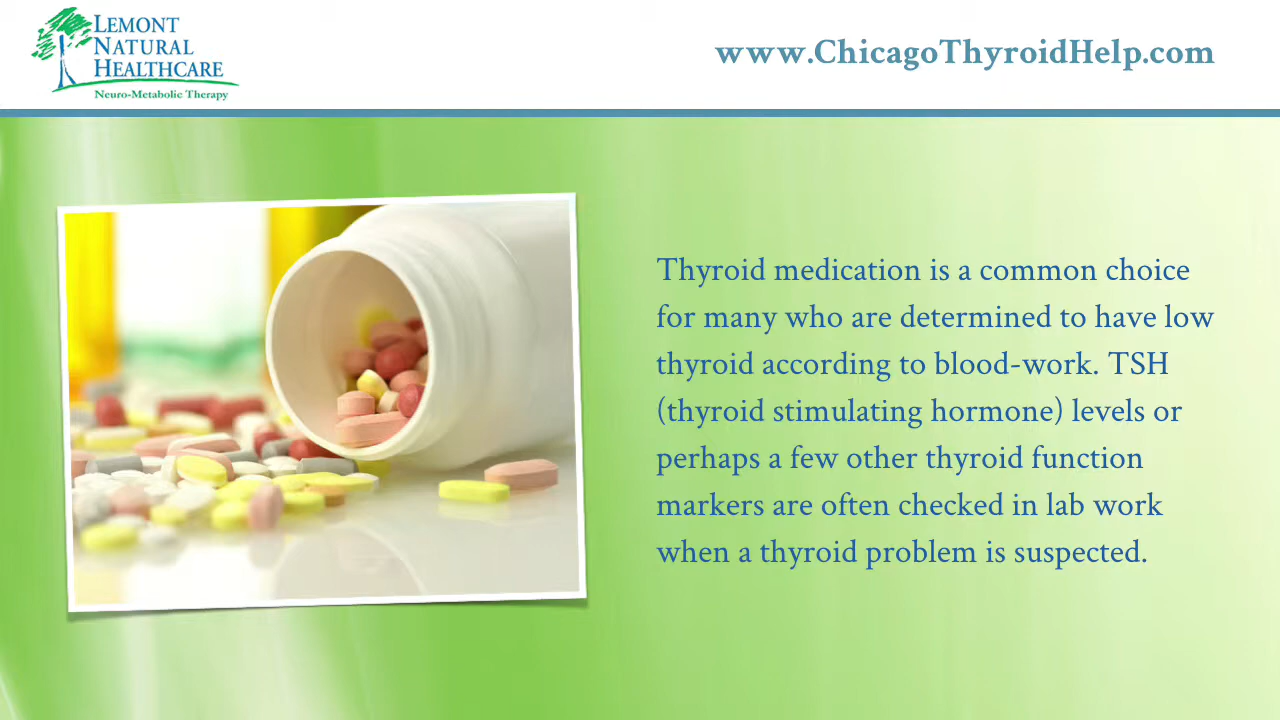 LEMONT
NATURAL
HEALTHCARE
NEURO-METABOLIC THERAPY
www.ChicagoThyroidHelp.com
Thyroid medication is a common choice
for many who are determined to have low
thyroid according to blood-work. TSH
(thyroid stimulating hormone) levels or
perhaps a few other thyroid function
markers are often checked in lab work
when a thyroid problem is suspected.